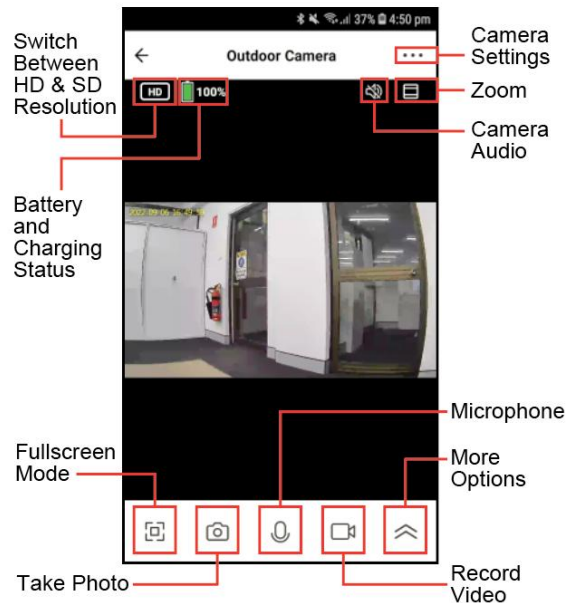 37% 4:50 pm
Switch
Between
HD & SD
Resolution
Outdoor Camera
Camera
Settings
HD
100%
Zoom
Camera
Audio
Battery
and
Charging
Status
Microphone
Fullscreen
Mode
More
Options
Take Photo
Record
Video